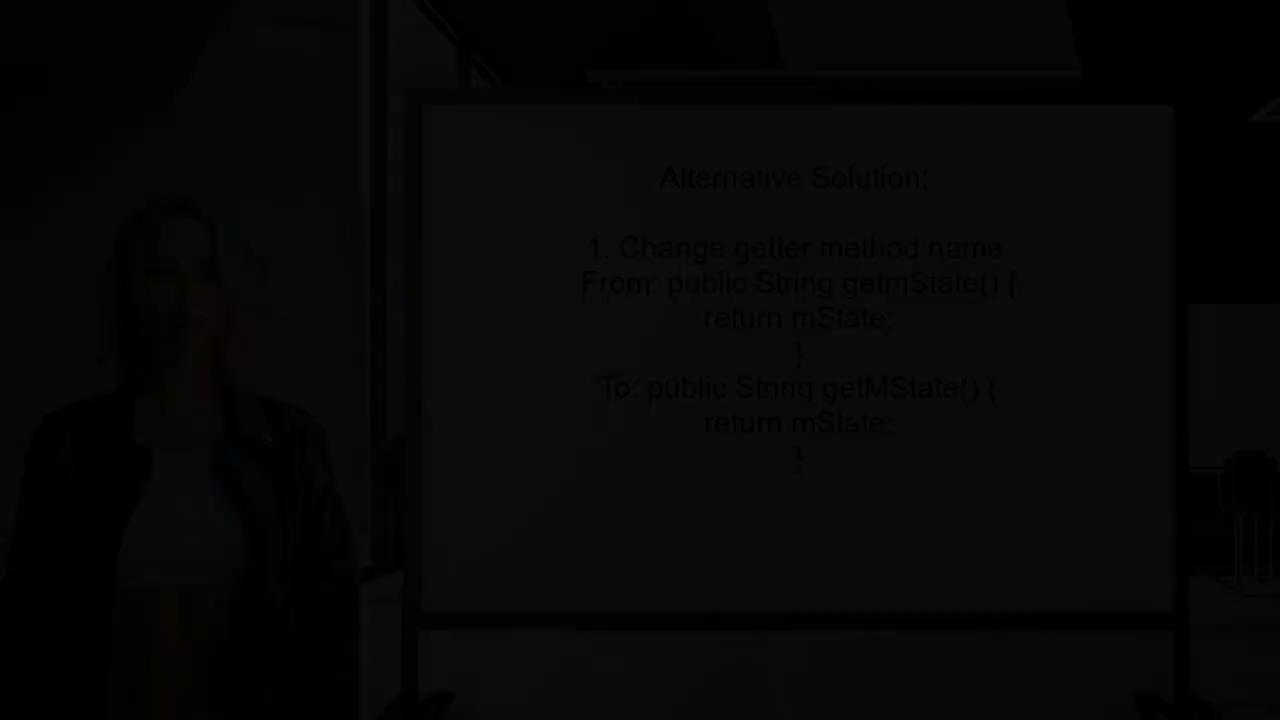 Alternative Solution:
1. Change getter method name
From: public String getmState() {
return mState;
}
To: public String getMState() {
return mState;
}